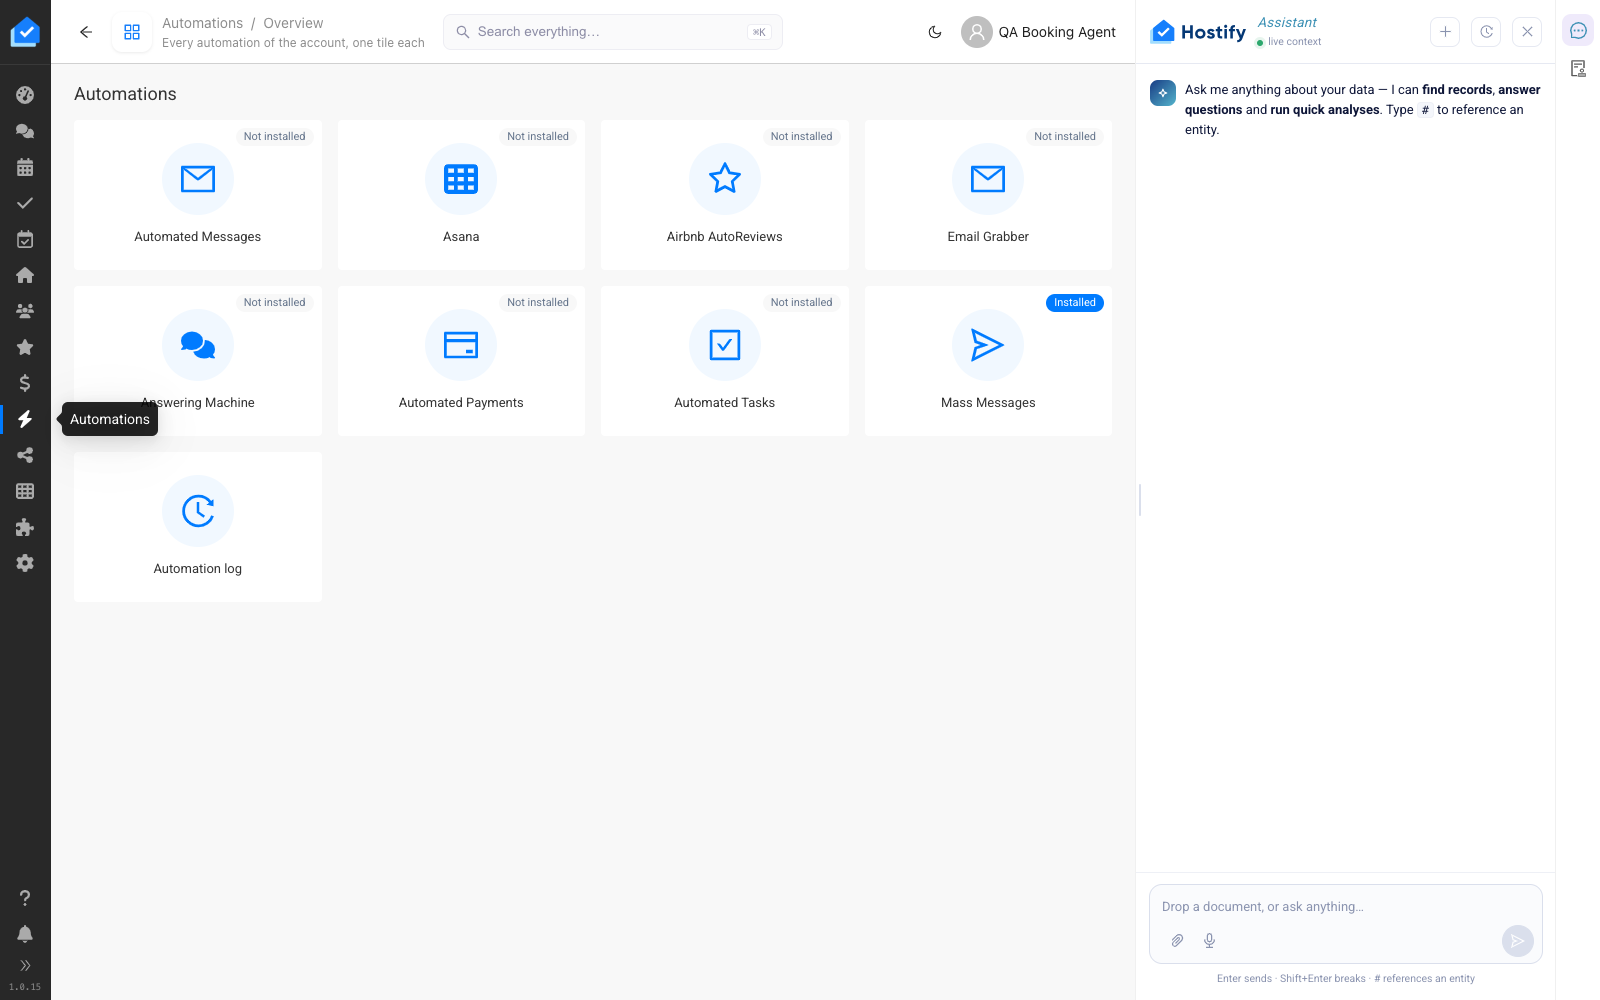 Automations / Overview
Every automation of the account, one tile each
Search everything...
⌘K
QA Booking Agent
Automations
Not installed
Automated Messages
Not installed
Asana
Not installed
Airbnb AutoReviews
Not installed
Email Grabber
Not installed
Answering Machine
Not installed
Automated Payments
Not installed
Automated Tasks
Installed
Mass Messages
Automations
Automation log
1.0.15
Hostify
Assistant
live context
Ask me anything about your data — I can find records, answer
questions and run quick analyses. Type # to reference an
entity.
Drop a document, or ask anything...
Enter sends · Shift+Enter breaks · # references an entity